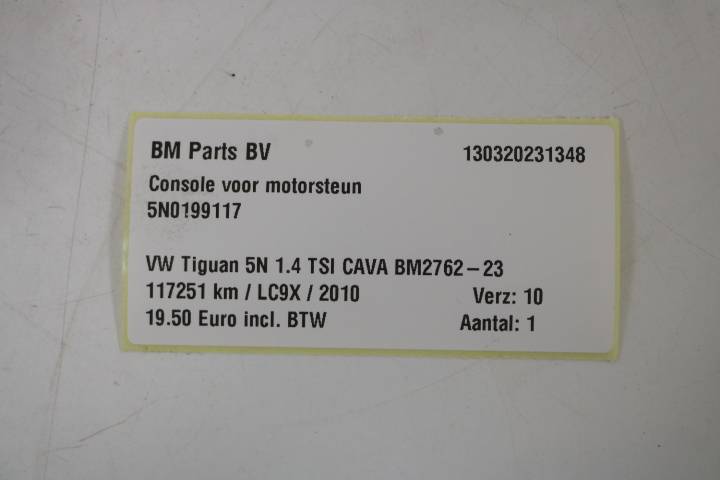 BM Parts BV 130320231348
Console voor motorsteun
5N0199117
VW Tiguan 5N 1.4 TSI CAVA BM2762-23
117251 km / LC9X / 2010 Verz: 10
19.50 Euro incl. BTW Aantal: 1